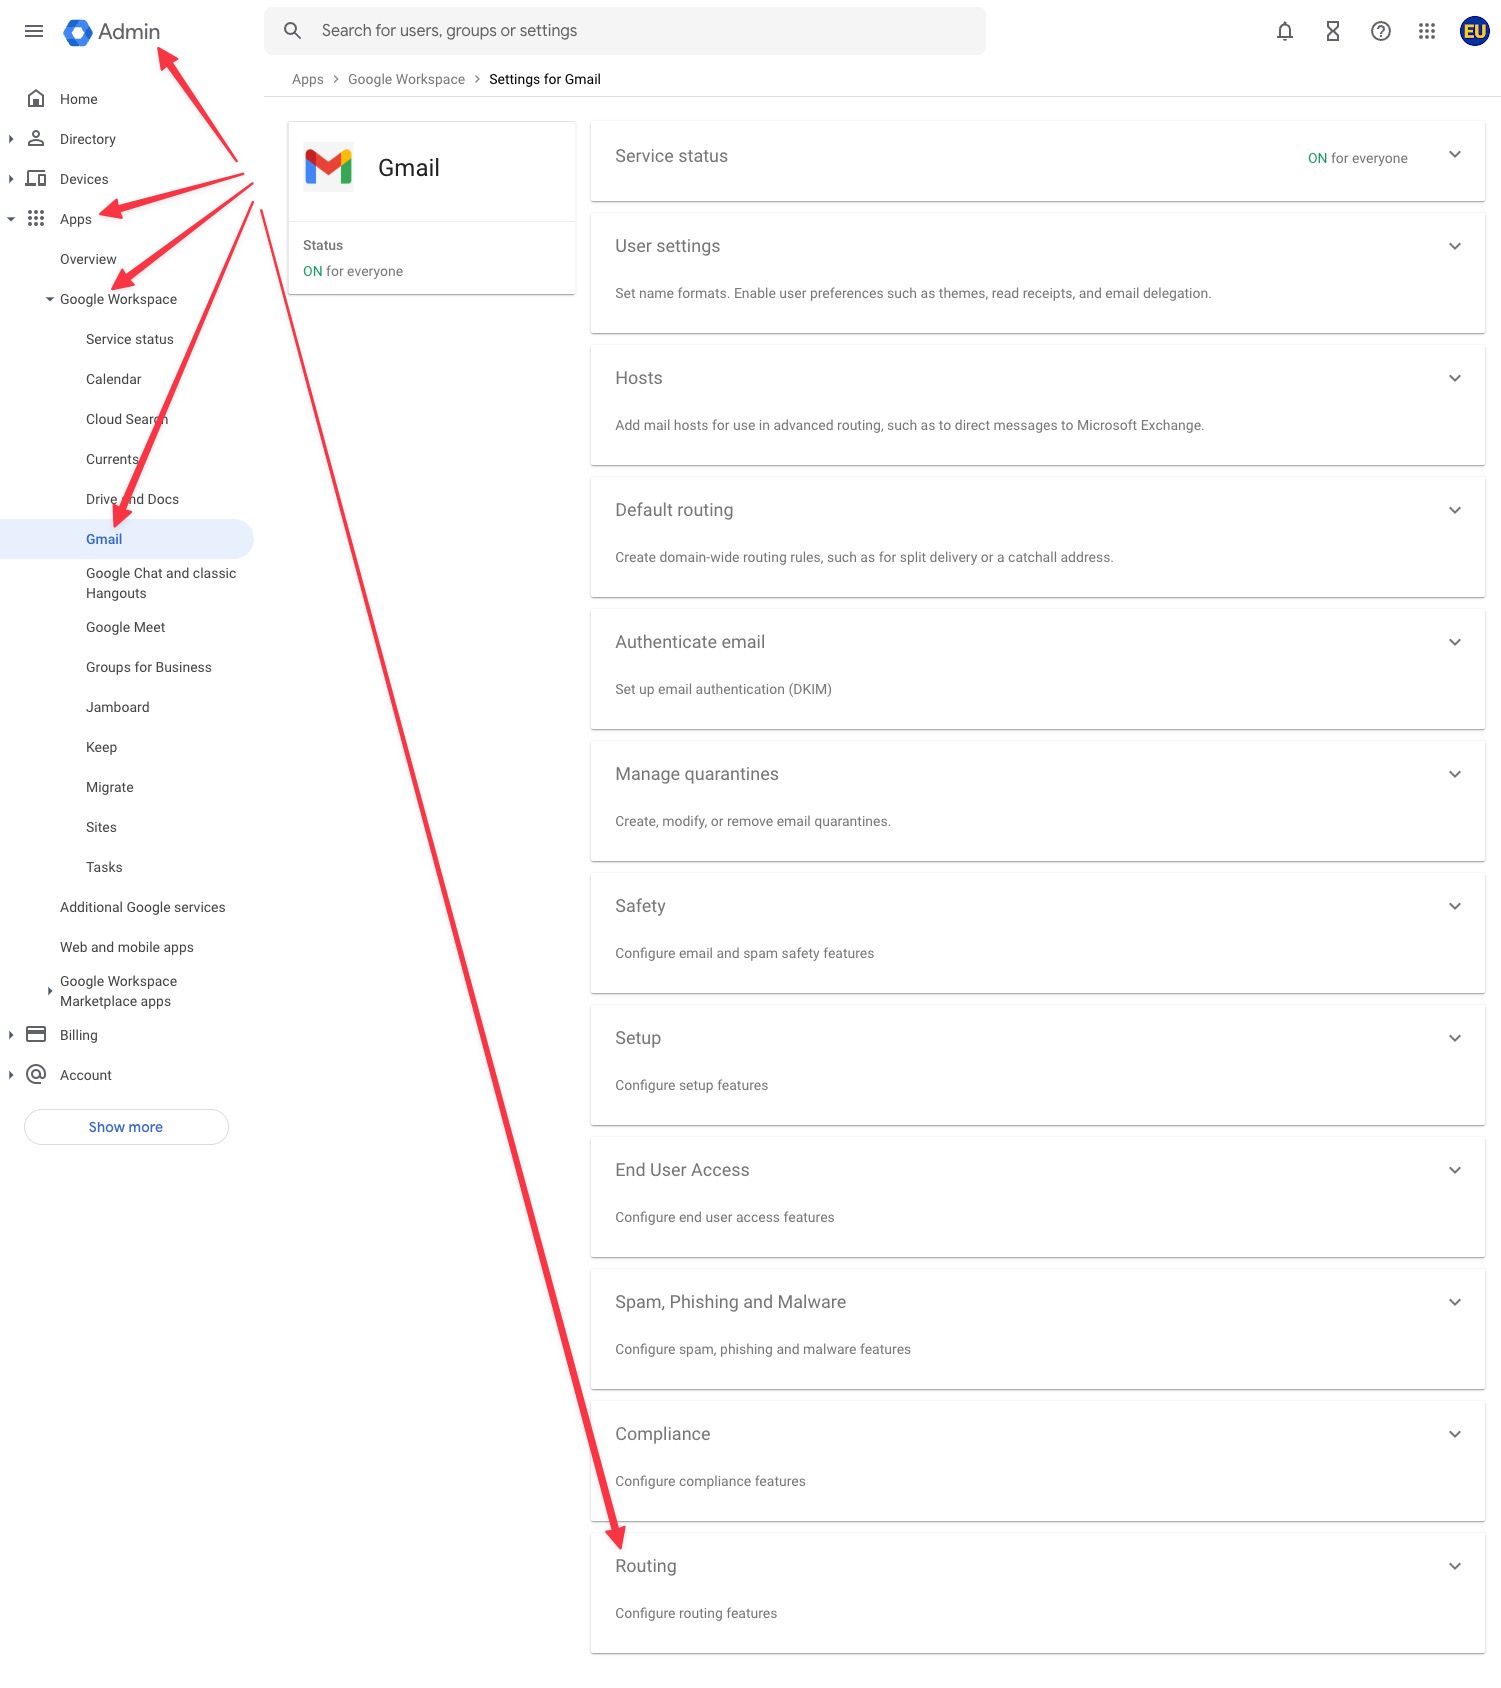 Admin
Search for users, groups or settings
EU
Apps > Google Workspace > Settings for Gmail
Home
Directory
Devices
Apps
Overview
Google Workspace
Service status
Calendar
Cloud Search
Currents
Drive and Docs
Gmail
Google Chat and classic
Hangouts
Google Meet
Groups for Business
Jamboard
Keep
Migrate
Sites
Tasks
Additional Google services
Web and mobile apps
Google Workspace
Marketplace apps
Billing
Account
Show more
Gmail
Status
ON for everyone
Service status
ON for everyone
User settings
Set name formats. Enable user preferences such as themes, read receipts, and email delegation.
Hosts
Add mail hosts for use in advanced routing, such as to direct messages to Microsoft Exchange.
Default routing
Create domain-wide routing rules, such as for split delivery or a catchall address.
Authenticate email
Set up email authentication (DKIM)
Manage quarantines
Create, modify, or remove email quarantines.
Safety
Configure email and spam safety features
Setup
Configure setup features
End User Access
Configure end user access features
Spam, Phishing and Malware
Configure spam, phishing and malware features
Compliance
Configure compliance features
Routing
Configure routing features